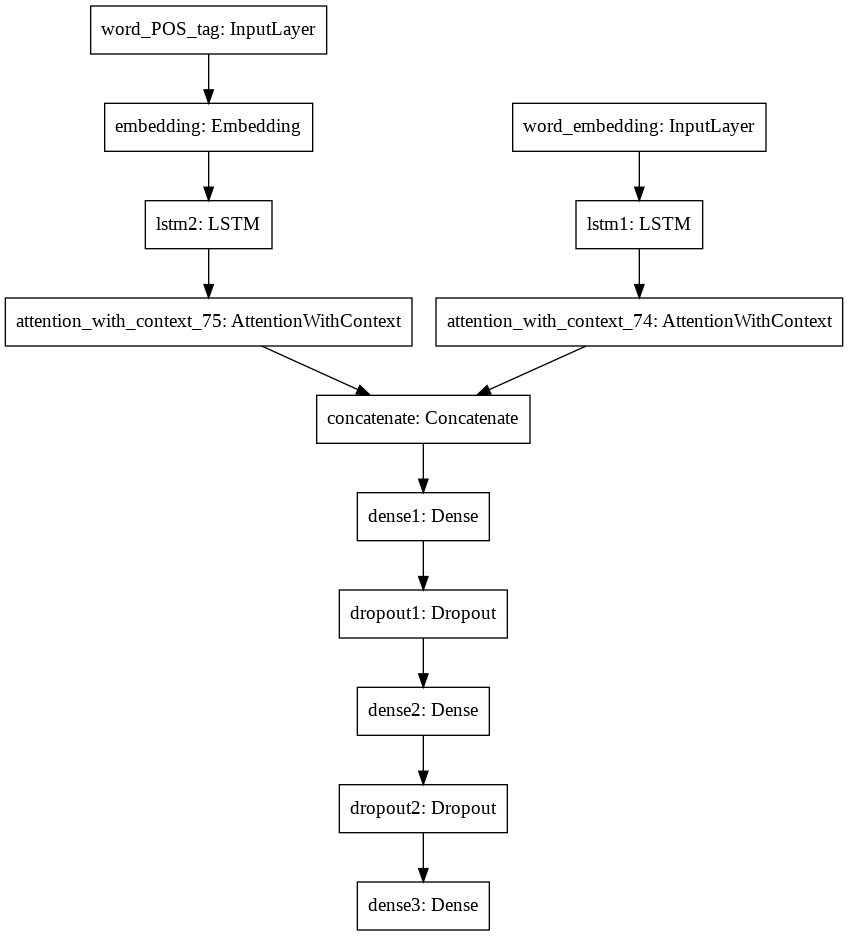 word_POS_tag: InputLayer
embedding: Embedding
word_embedding: InputLayer
lstm2: LSTM
lstm1: LSTM
attention_with_context_75: AttentionWithContext
attention_with_context_74: AttentionWithContext
concatenate: Concatenate
dense1: Dense
dropout1: Dropout
dense2: Dense
dropout2: Dropout
dense3: Dense